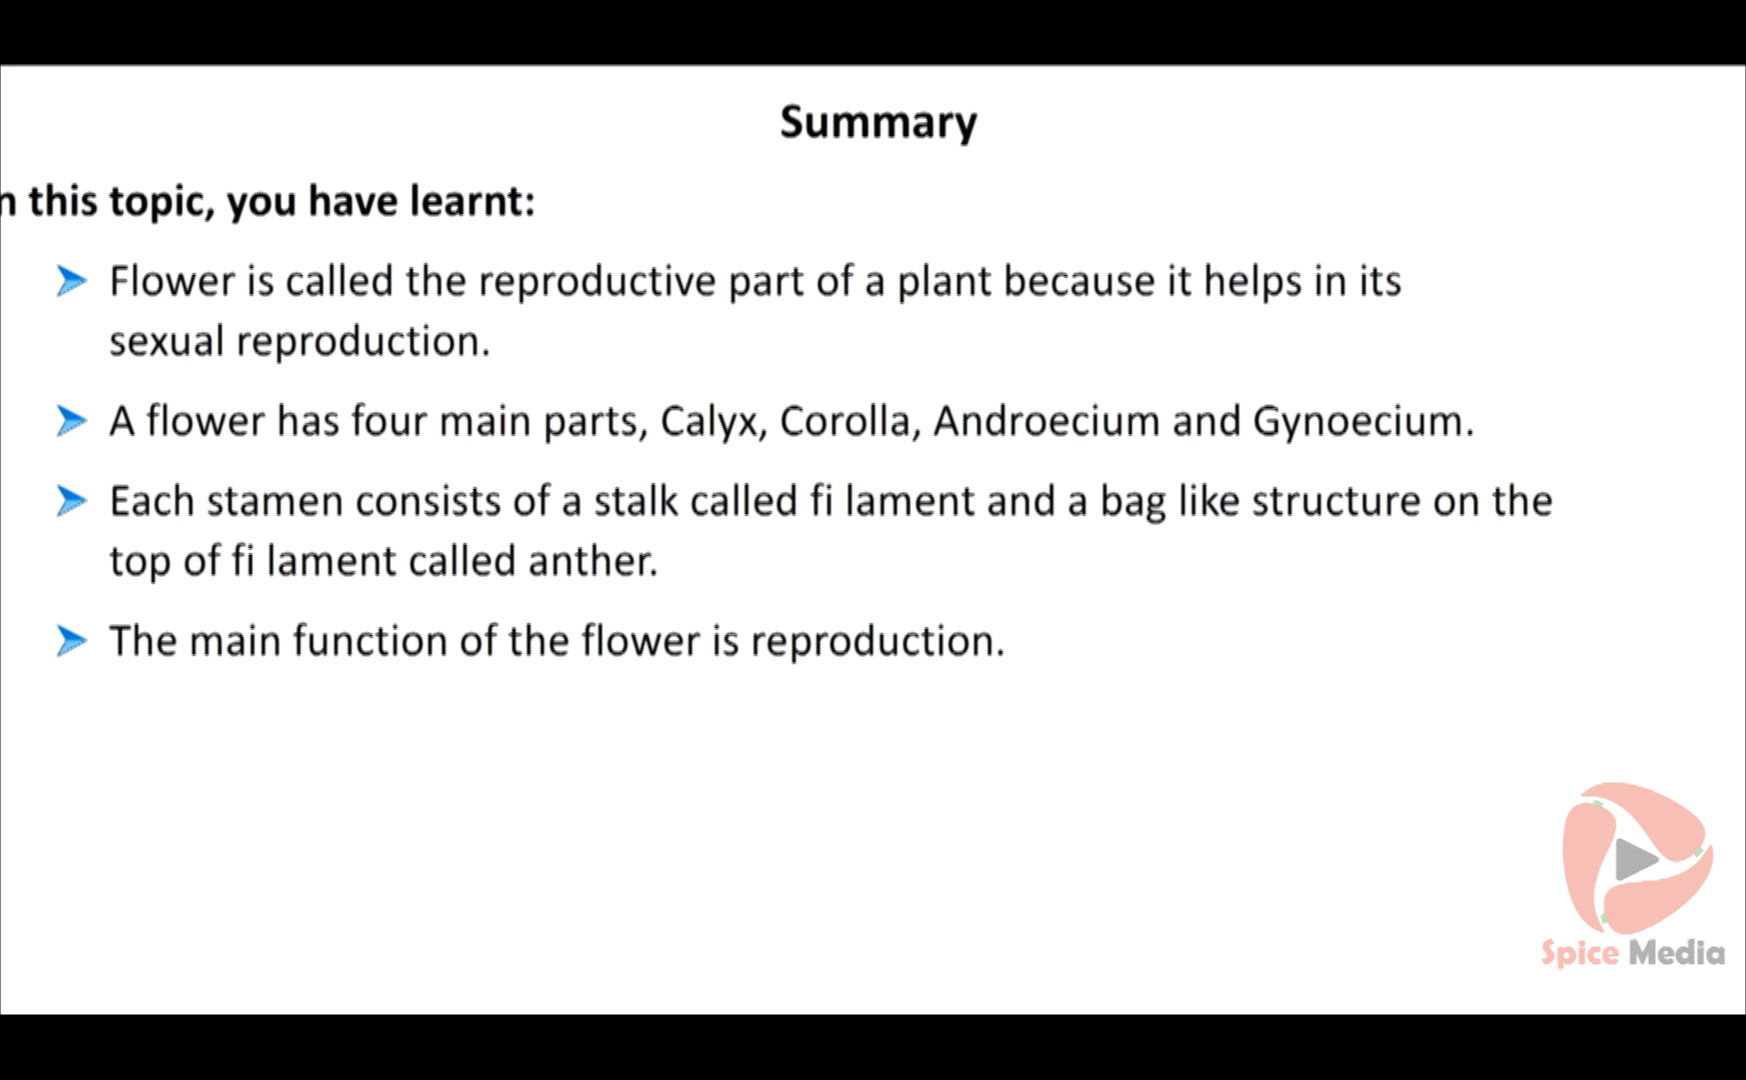 Summary
n this topic, you have learnt:
Flower is called the reproductive part of a plant because it helps in its
sexual reproduction.
A flower has four main parts, Calyx, Corolla, Androecium and Gynoecium.
Each stamen consists of a stalk called fi lament and a bag like structure on the
top of fi lament called anther.
The main function of the flower is reproduction.
Spice Media